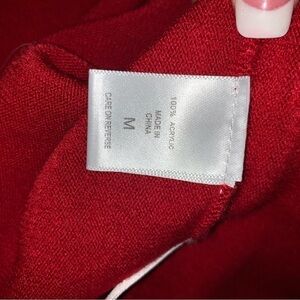 100% ACRYLIC
MADE IN
CHINA
M
CARE ON REVERSE